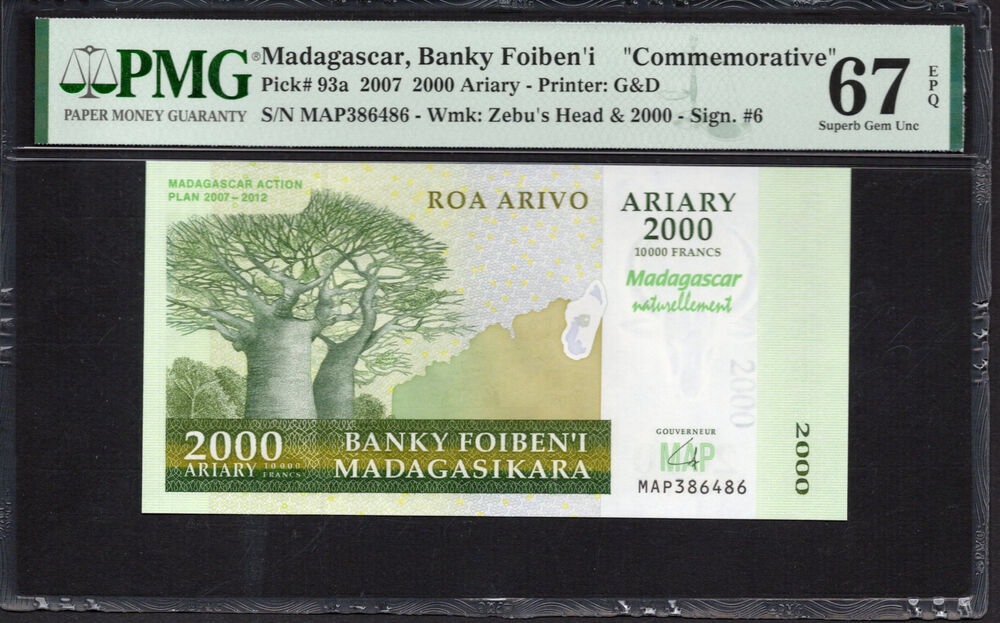 PMG
®
PAPER MONEY GUARANTY
Madagascar, Banky Foiben'i "Commemorative"
Pick# 93a 2007 2000 Ariary - Printer: G&D
S/N MAP386486 - Wmk: Zebu's Head & 2000 - Sign. #6
67
EPQ
Superb Gem Unc
MADAGASCAR ACTION
PLAN 2007-2012
ROA ARIVO
ARIARY
2000
10000 FRANCS
Madagascar
naturellement
2000
2000
ARIARY 10000 FRANCS
BANKY FOIBEN'I
MADAGASIKARA
GOUVERNEUR
MAP
MAP386486
2000